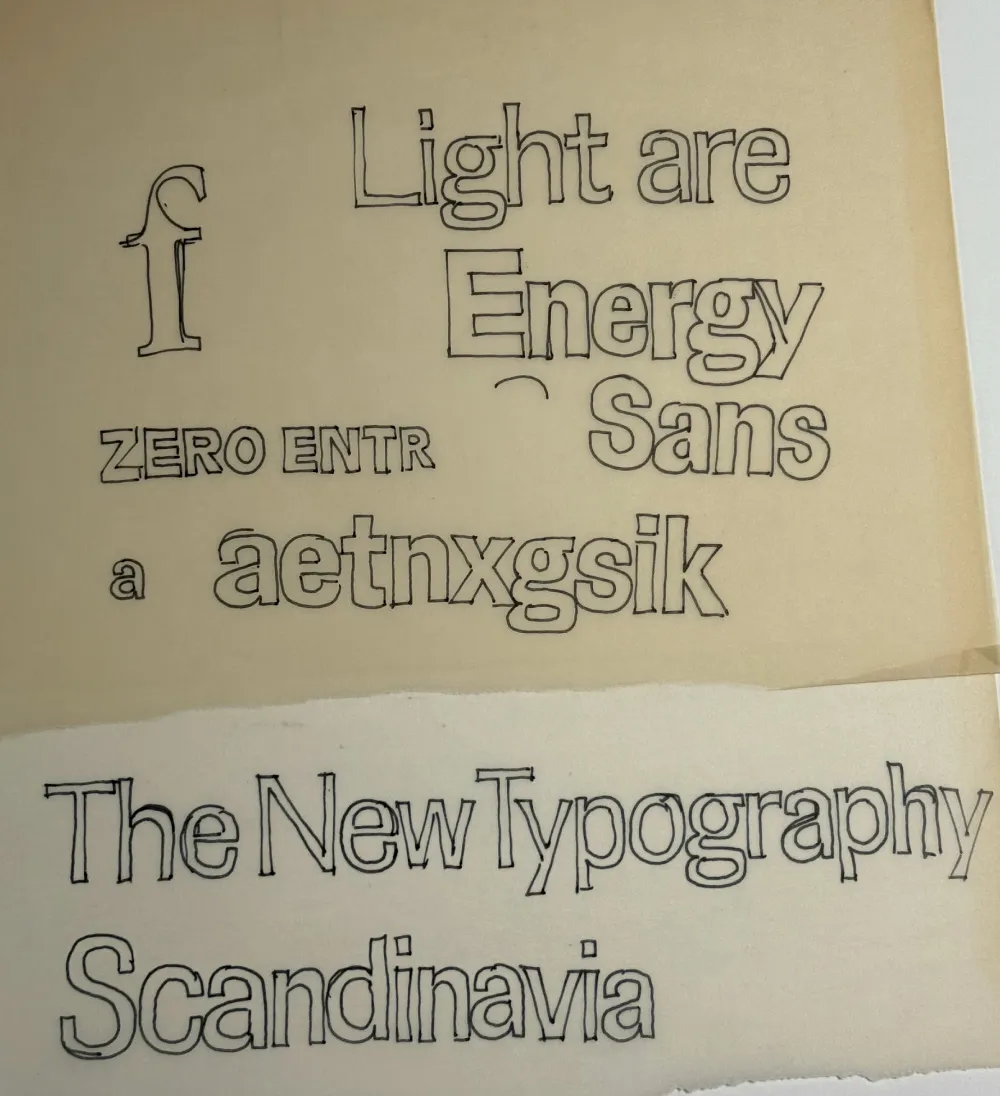 Light are
f
Energy
Sans
ZERO ENTR
a aetnxgsik
The New Typography
Scandinavia